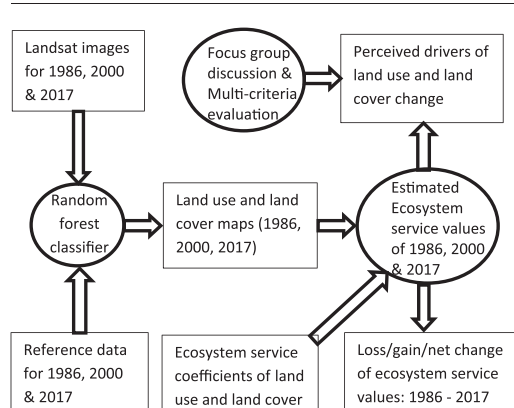 Landsat images
for 1986, 2000
& 2017
Focus group
discussion &
Multi-criteria
evaluation
Perceived drivers of
land use and land
cover change
Random
forest
classifier
Land use and land
cover maps (1986,
2000, 2017)
Estimated
Ecosystem
service values
of 1986, 2000
& 2017
Reference data
for 1986, 2000
& 2017
Ecosystem service
coefficients of land
use and land cover
Loss/gain/net change
of ecosystem service
values: 1986 - 2017